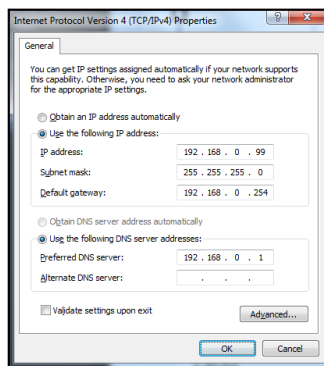 Internet Protocol Version 4 (TCP/IPv4) Properties
General
You can get IP settings assigned automatically if your network supports
this capability. Otherwise, you need to ask your network administrator
for the appropriate IP settings.
Obtain an IP address automatically
Use the following IP address:
IP address: 192 . 168 . 0 . 99
Subnet mask: 255 . 255 . 255 . 0
Default gateway: 192 . 168 . 0 . 254
Obtain DNS server address automatically
Use the following DNS server addresses:
Preferred DNS server: 192 . 168 . 0 . 1
Alternate DNS server: . . .
Validate settings upon exit
Advanced...
OK Cancel